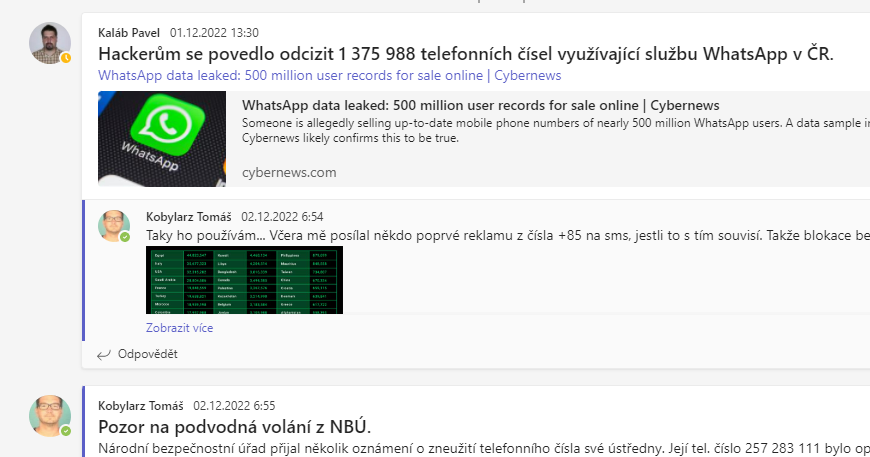 Kaláb Pavel 01.12.2022 13:30
Hackerům se povedlo odcizit 1 375 988 telefonních čísel využívající službu WhatsApp v ČR.
WhatsApp data leaked: 500 million user records for sale online | Cybernews
WhatsApp data leaked: 500 million user records for sale online | Cybernews
Someone is allegedly selling up-to-date mobile phone numbers of nearly 500 million WhatsApp users. A data sample in
Cybernews likely confirms this to be true.
WhatsApp
cybernews.com
Kobylarz Tomáš 02.12.2022 6:54
Taky ho používám... Včera mě posílal někdo poprvé reklamu z čísla +85 na sms, jestli to s tím souvisí. Takže blokace be
Zobrazit více
Odpovědět
Kobylarz Tomáš 02.12.2022 6:55
Pozor na podvodná volání z NBÚ.
Národní bezpečnostní úřad přijal několik oznámení o zneužití telefonního čísla své ústředny. Její tel. číslo 257 283 111 bylo op